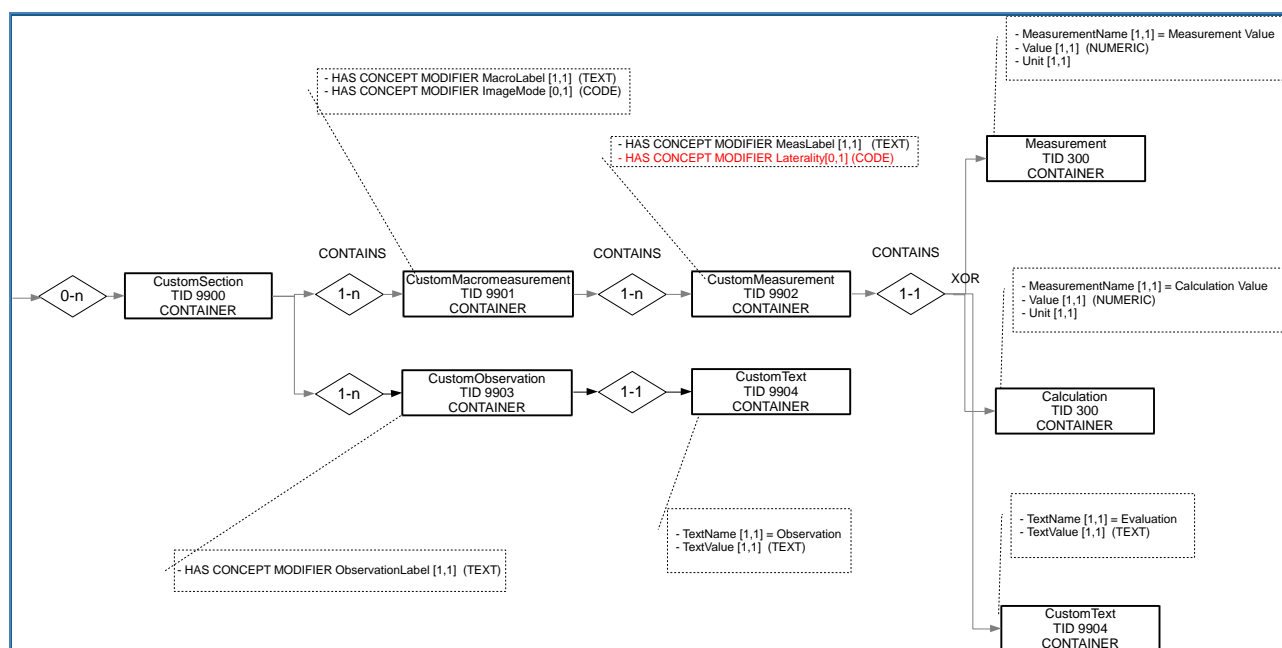 - MeasurementName [1,1] = Measurement Value
- Value [1,1] (NUMERIC)
- Unit [1,1]
- HAS CONCEPT MODIFIER MacroLabel [1,1] (TEXT)
- HAS CONCEPT MODIFIER ImageMode [0,1] (CODE)
- HAS CONCEPT MODIFIER MeasLabel [1,1] (TEXT)
- HAS CONCEPT MODIFIER Laterality[0,1] (CODE)
Measurement
TID 300
CONTAINER
CONTAINS
CONTAINS
CONTAINS
0-n
CustomSection
TID 9900
CONTAINER
1-n
CustomMacromeasurement
TID 9901
CONTAINER
1-n
CustomMeasurement
TID 9902
CONTAINER
1-1
XOR
- MeasurementName [1,1] = Calculation Value
- Value [1,1] (NUMERIC)
- Unit [1,1]
1-n
CustomObservation
TID 9903
CONTAINER
1-1
CustomText
TID 9904
CONTAINER
Calculation
TID 300
CONTAINER
- TextName [1,1] = Observation
- TextValue [1,1] (TEXT)
- TextName [1,1] = Evaluation
- TextValue [1,1] (TEXT)
- HAS CONCEPT MODIFIER ObservationLabel [1,1] (TEXT)
CustomText
TID 9904
CONTAINER